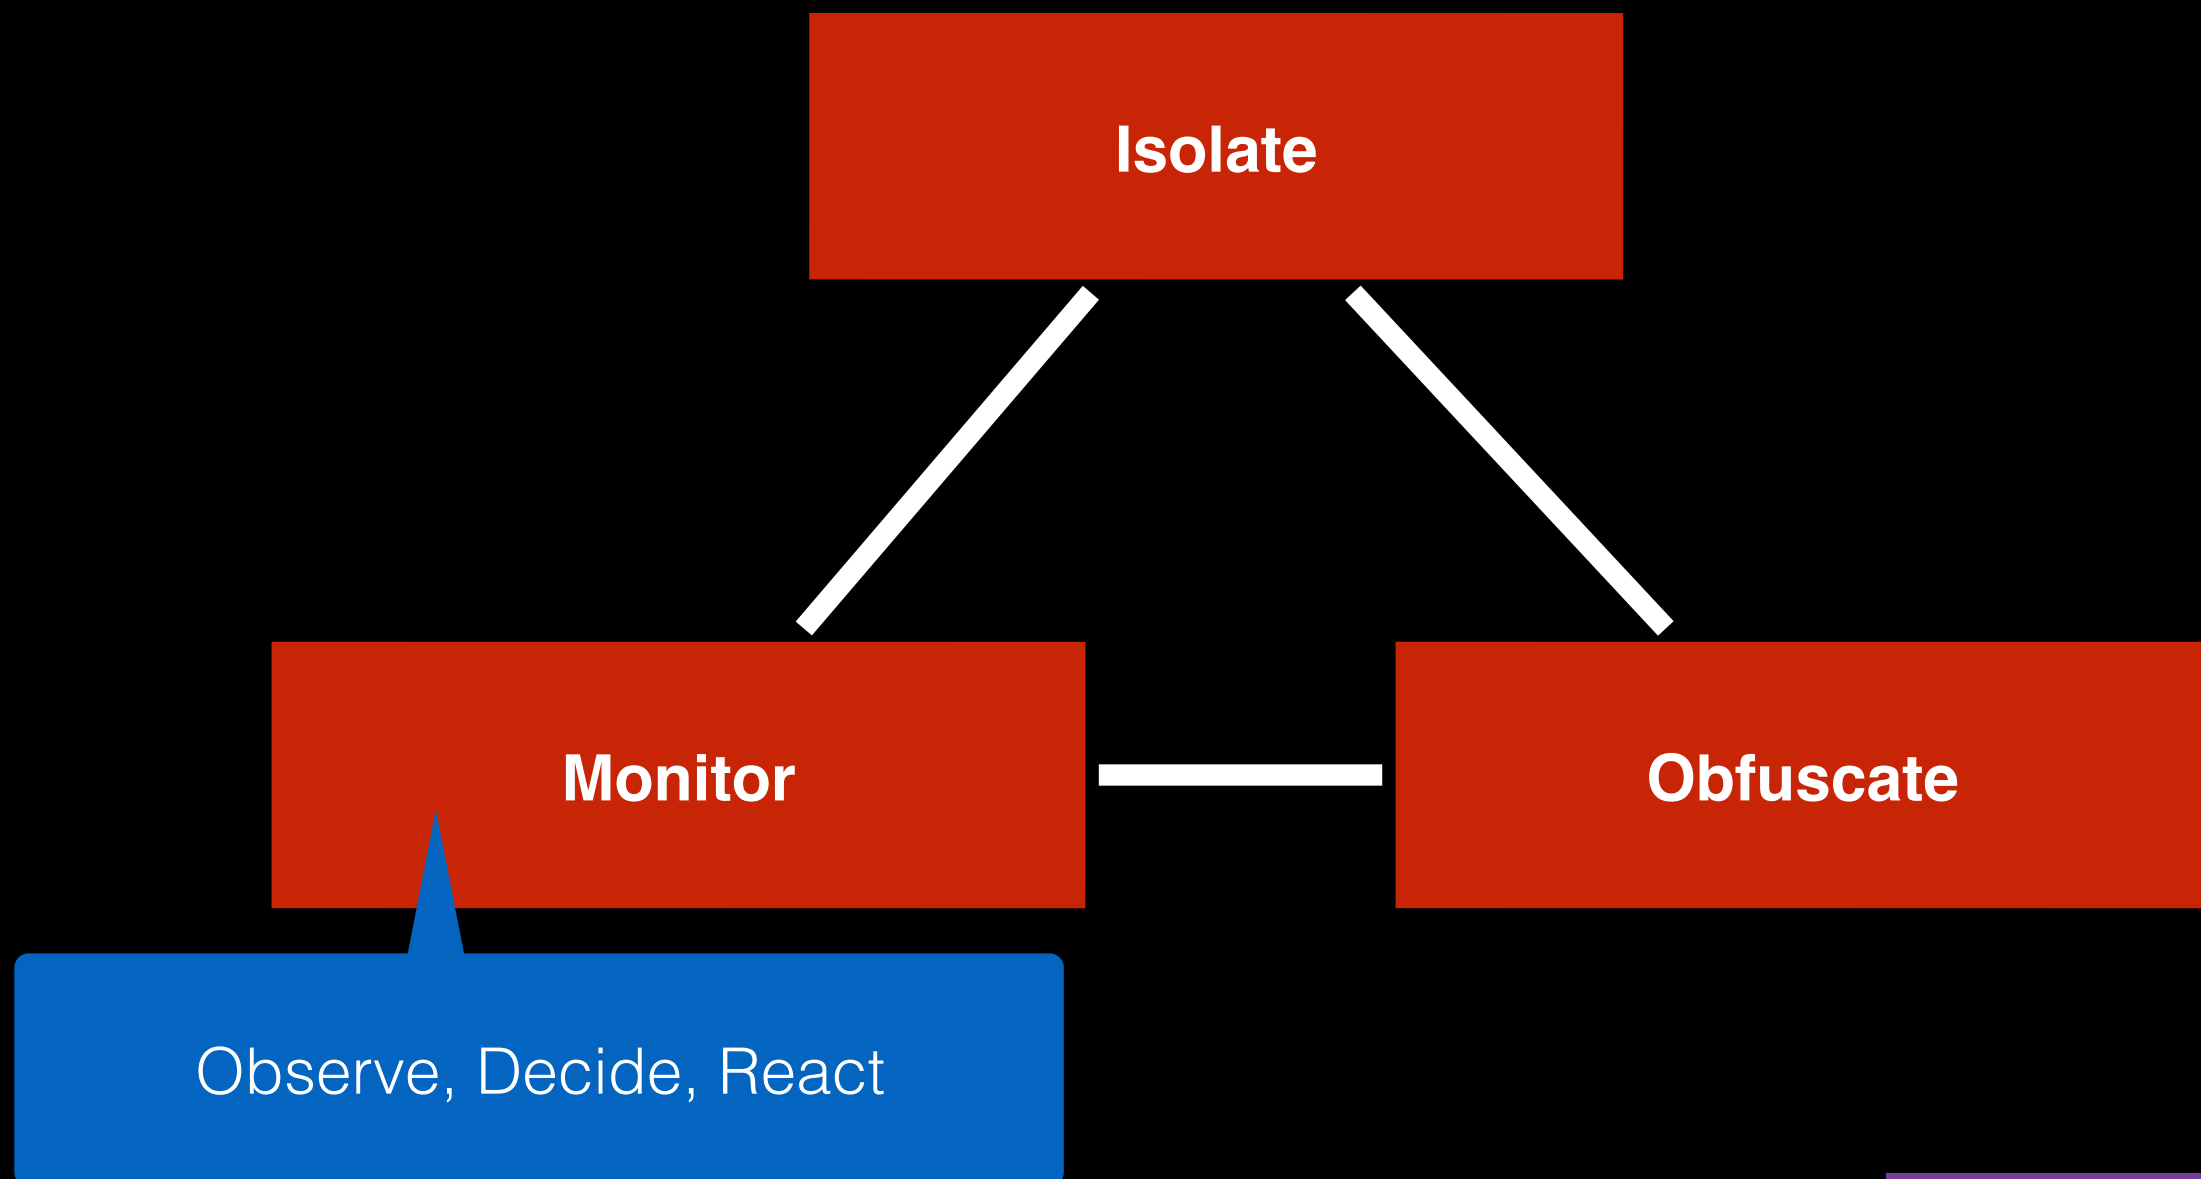 Isolate
Monitor
Obfuscate
Observe, Decide, React